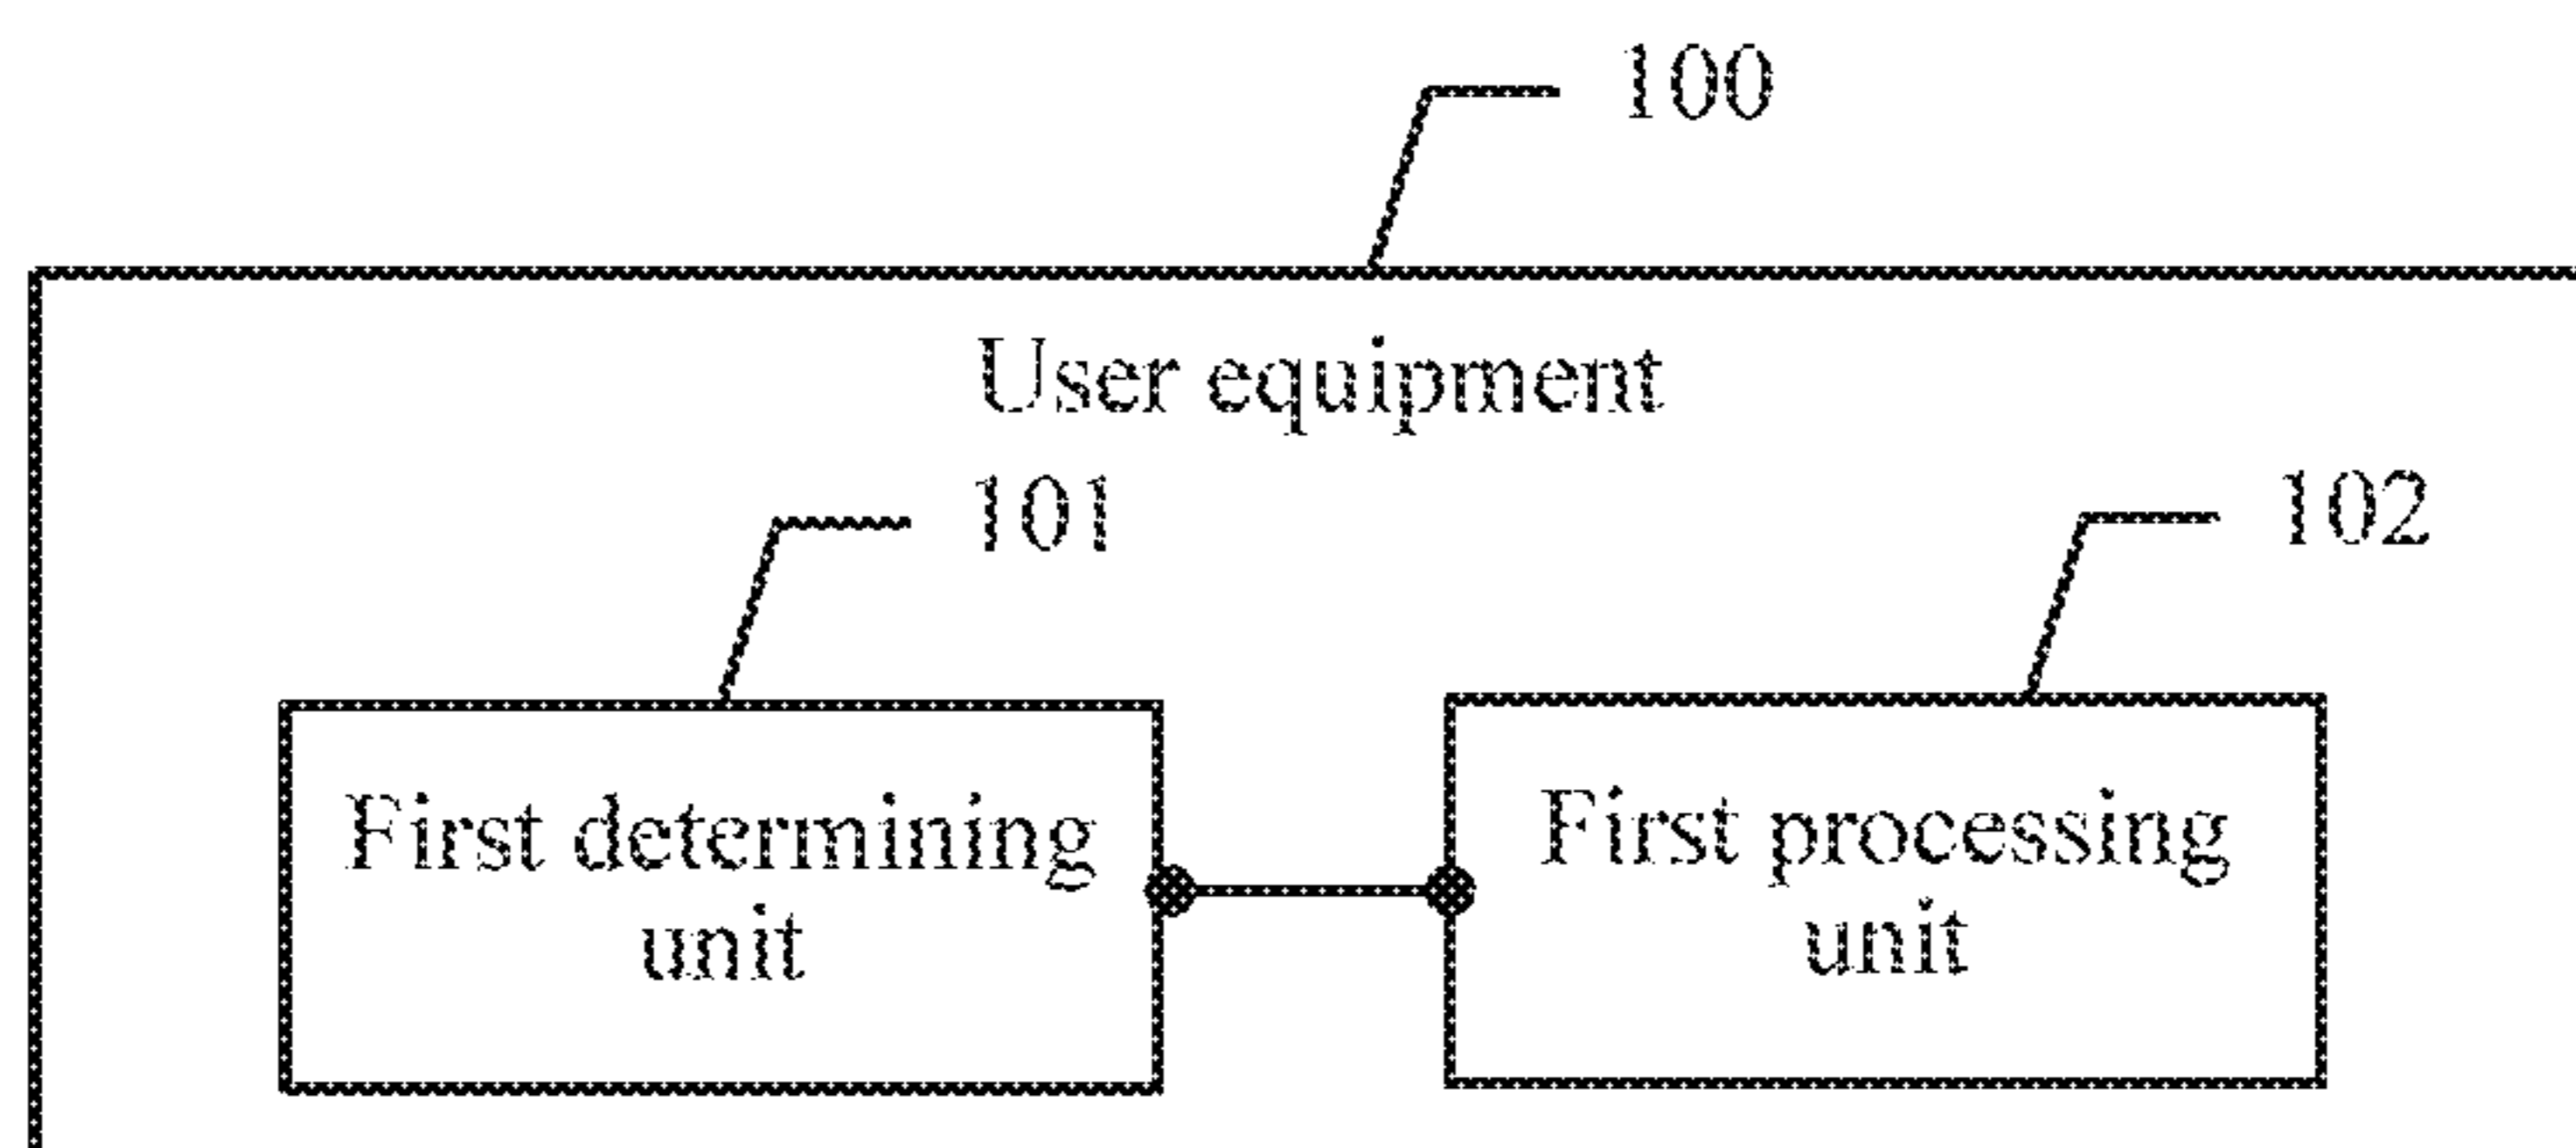 100
User equipment
101
102
First determining
unit
First processing
unit